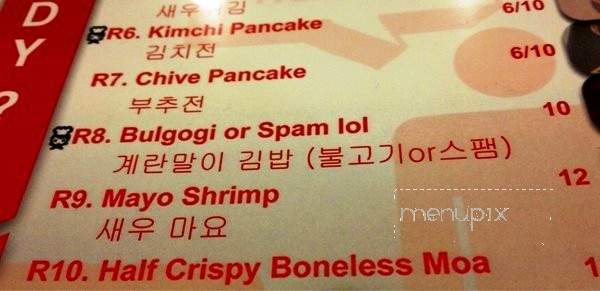 D
Y
?
새우튀김
6/10
R6. Kimchi Pancake
김치전
6/10
R7. Chive Pancake
부추전
R8. Bulgogi or Spam lol
10
계란말이 김밥 (불고기or스팸)
R9. Mayo Shrimp
12
새우 마요
menupix
R10. Half Crispy Boneless Moa